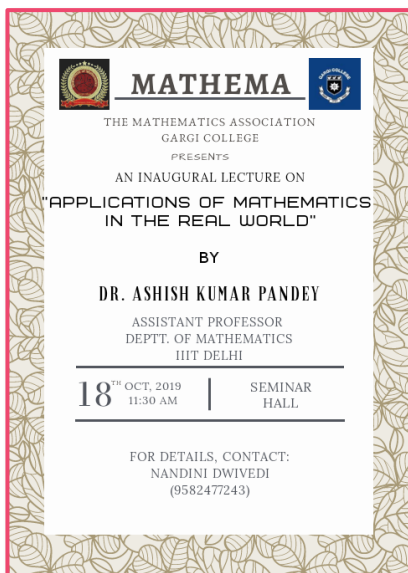 MATHEMA
GARGI COLLEGE
THE MATHEMATICS ASSOCIATION
GARGI COLLEGE
PRESENTS
AN INAUGURAL LECTURE ON
"APPLICATIONS OF MATHEMATICS
IN THE REAL WORLD"
BY
DR. ASHISH KUMAR PANDEY
ASSISTANT PROFESSOR
DEPTT. OF MATHEMATICS
IIIT DELHI
18TH OCT, 2019
11:30 AM
SEMINAR
HALL
FOR DETAILS, CONTACT:
NANDINI DWIVEDI
(9582477243)